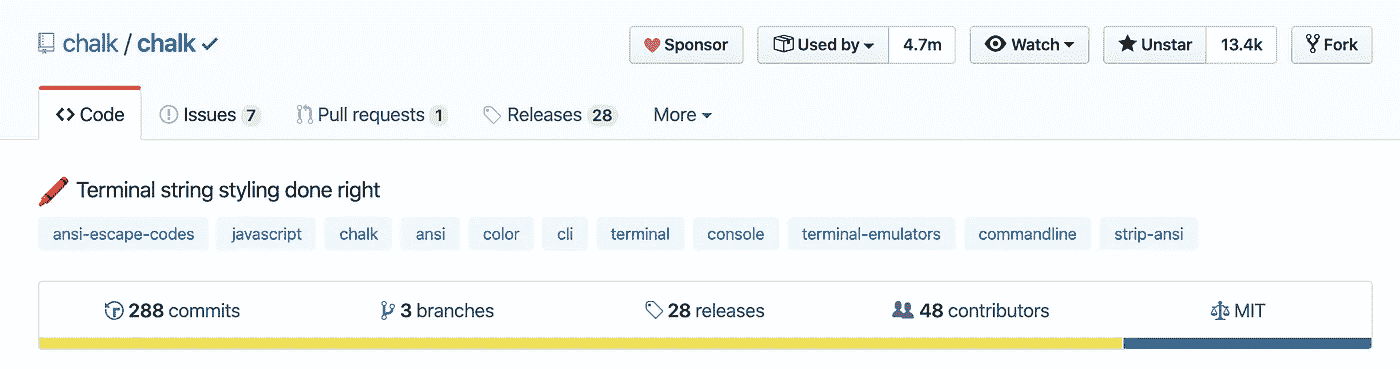 chalk / chalk
Sponsor Used by 4.7m Watch Unstar 13.4k Fork
Code Issues 7 Pull requests 1 Releases 28 More
Terminal string styling done right
ansi-escape-codes javascript chalk ansi color cli terminal console terminal-emulators commandline strip-ansi
288 commits 3 branches 28 releases 48 contributors MIT